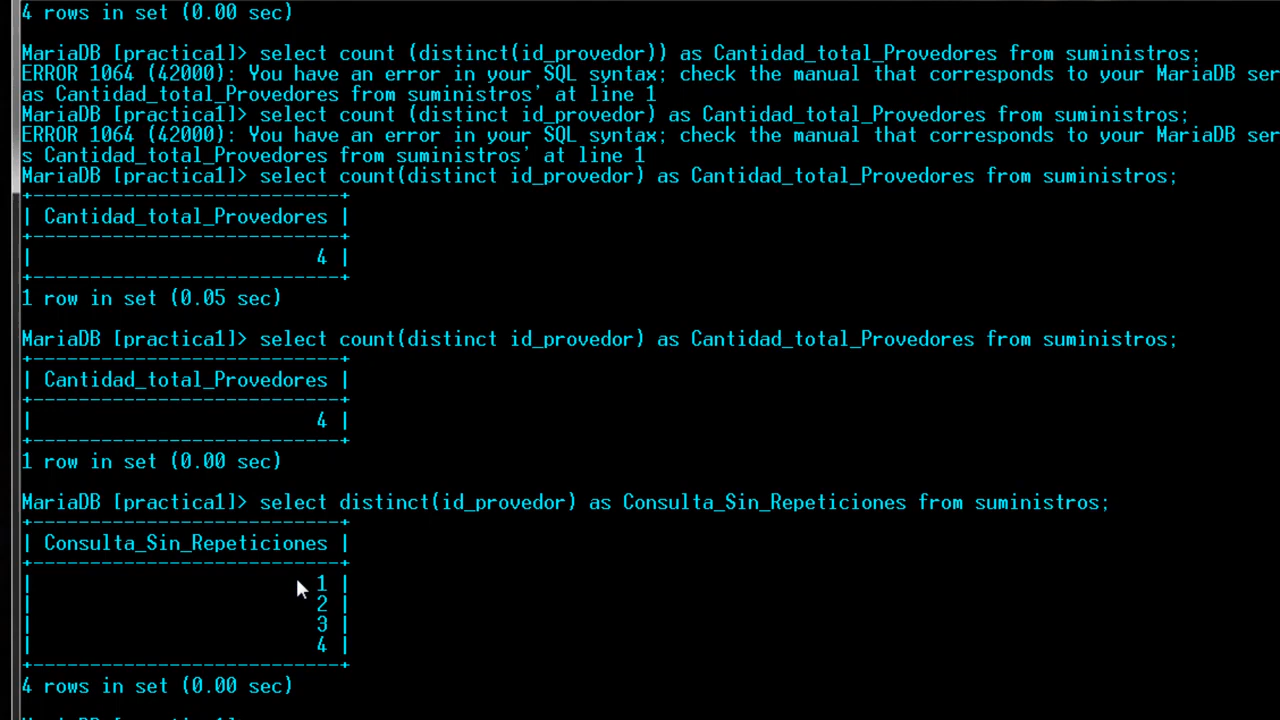 4 rows in set (0.00 sec)
MariaDB [practica1]> select count (distinct(id_provedor)) as Cantidad_total_Provedores from suministros;
ERROR 1064 (42000): You have an error in your SQL syntax; check the manual that corresponds to your MariaDB ser
as Cantidad_total_Provedores from suministros' at line 1
MariaDB [practica1]> select count (distinct id_provedor) as Cantidad_total_Provedores from suministros;
ERROR 1064 (42000): You have an error in your SQL syntax; check the manual that corresponds to your MariaDB ser
s Cantidad_total_Provedores from suministros' at line 1
MariaDB [practica1]> select count(distinct id_provedor) as Cantidad_total_Provedores from suministros;
+---------------------------+
| Cantidad_total_Provedores |
+---------------------------+
|                         4 |
+---------------------------+
1 row in set (0.05 sec)
MariaDB [practica1]> select count(distinct id_provedor) as Cantidad_total_Provedores from suministros;
+---------------------------+
| Cantidad_total_Provedores |
+---------------------------+
|                         4 |
+---------------------------+
1 row in set (0.00 sec)
MariaDB [practica1]> select distinct(id_provedor) as Consulta_Sin_Repeticiones from suministros;
+---------------------------+
| Consulta_Sin_Repeticiones |
+---------------------------+
|                         1 |
|                         2 |
|                         3 |
|                         4 |
+---------------------------+
4 rows in set (0.00 sec)